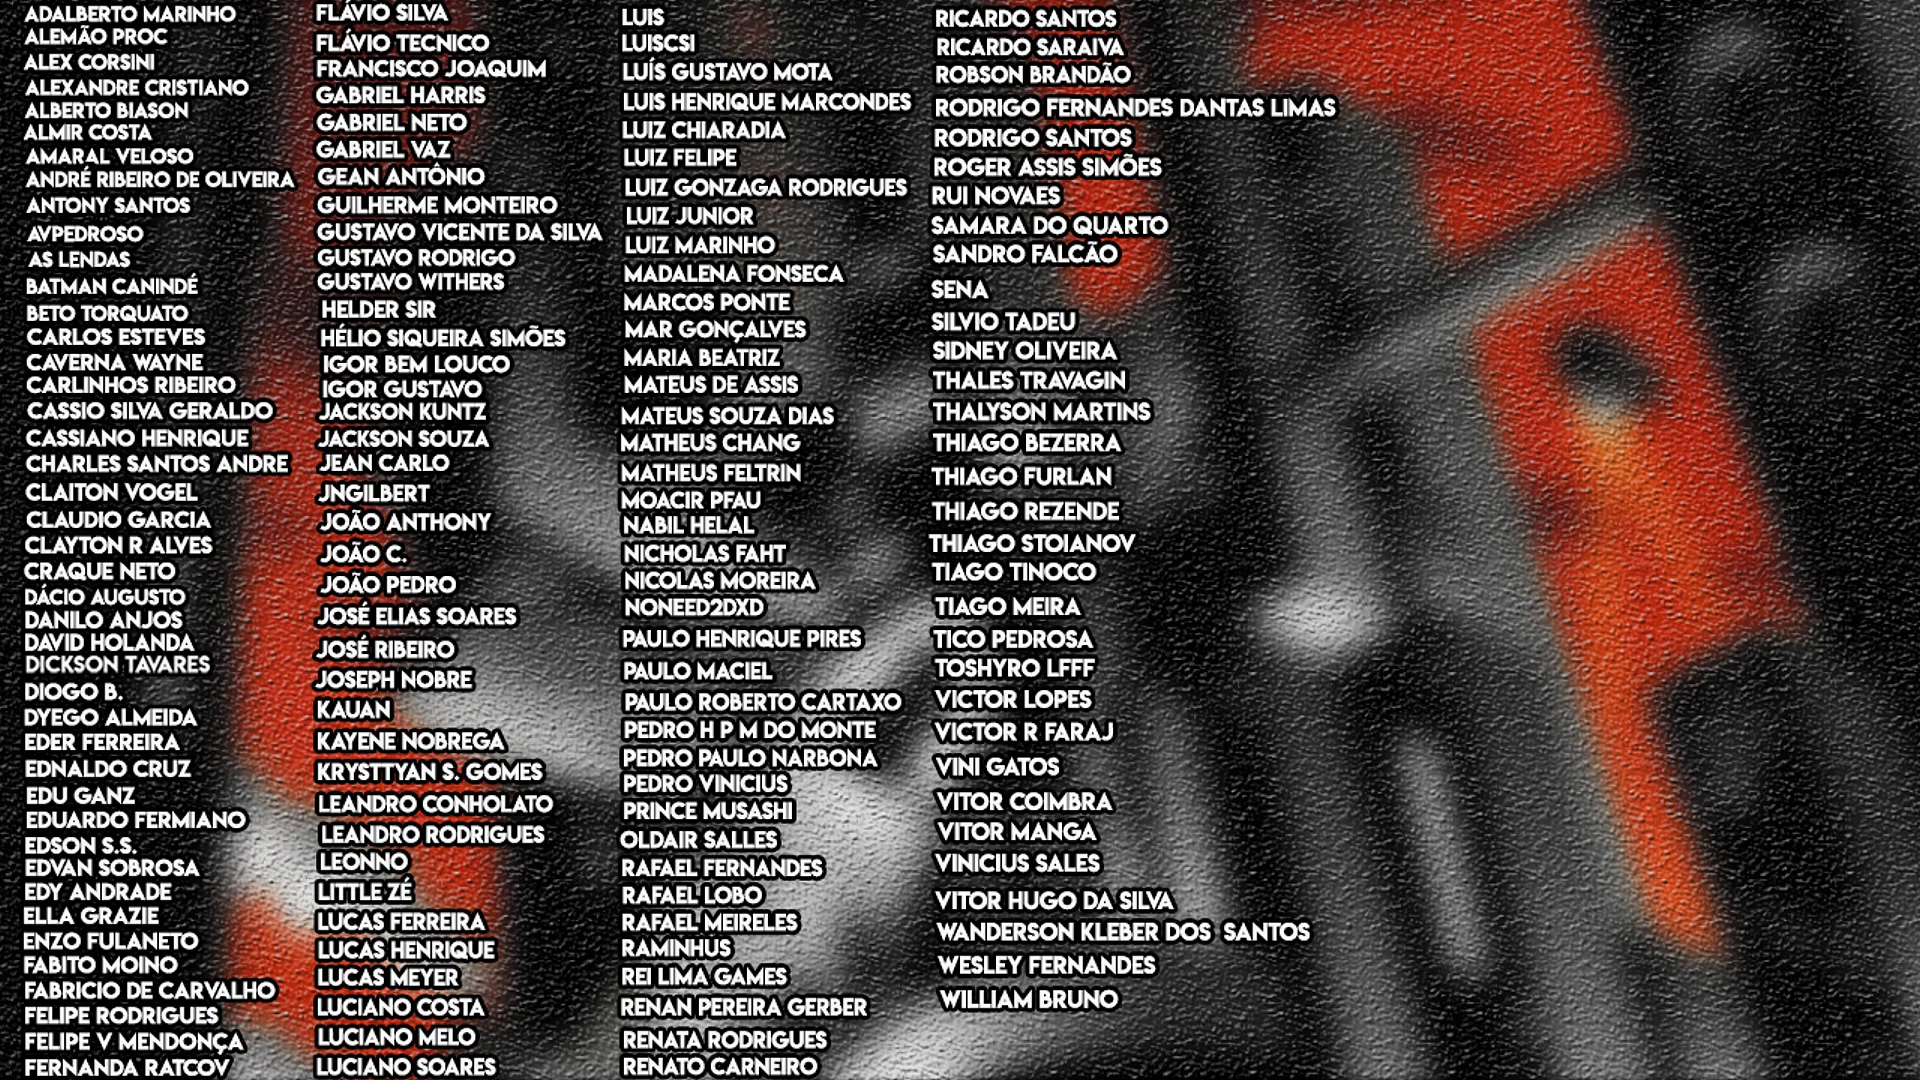 ADALBERTO MARINHO
ALEMÃO PROC
ALEX CORSINI
ALEXANDRE CRISTIANO
ALBERTO BIASON
ALMIR COSTA
AMARAL VELOSO
ANDRÉ RIBEIRO DE OLIVEIRA
ANTONY SANTOS
AVPEDROSO
AS LENDAS
BATMAN CANINDÉ
BETO TORQUATO
CARLOS ESTEVES
CAVERNA WAYNE
CARLINHOS RIBEIRO
CASSIO SILVA GERALDO
CASSIANO HENRIQUE
CHARLES SANTOS ANDRE
CLAITON VOGEL
CLAUDIO GARCIA
CLAYTON R ALVES
CRAQUE NETO
DÁCIO AUGUSTO
DANILO ANJOS
DAVID HOLANDA
DICKSON TAVARES
DIOGO B.
DYEGO ALMEIDA
EDER FERREIRA
EDNALDO CRUZ
EDU GANZ
EDUARDO FERMIANO
EDSON S.S.
EDVAN SOBROSA
EDY ANDRADE
ELLA GRAZIE
ENZO FULANETO
FABITO MOINO
FABRICIO DE CARVALHO
FELIPE RODRIGUES
FELIPE V MENDONÇA
FERNANDA RATCOV
FLÁVIO SILVA
FLÁVIO TECNICO
FRANCISCO JOAQUIM
GABRIEL HARRIS
GABRIEL NETO
GABRIEL VAZ
GEAN ANTÔNIO
GUILHERME MONTEIRO
GUSTAVO VICENTE DA SILVA
GUSTAVO RODRIGO
GUSTAVO WITHERS
HELDER SIR
HÉLIO SIQUEIRA SIMÕES
IGOR BEM LOUCO
IGOR GUSTAVO
JACKSON KUNTZ
JACKSON SOUZA
JEAN CARLO
JNGILBERT
JOÃO ANTHONY
JOÃO C.
JOÃO PEDRO
JOSÉ ELIAS SOARES
JOSÉ RIBEIRO
JOSEPH NOBRE
KAUAN
KAYENE NOBREGA
KRYSTTYAN S. GOMES
LEANDRO CONHOLATO
LEANDRO RODRIGUES
LEONNO
LITTLE ZÉ
LUCAS FERREIRA
LUCAS HENRIQUE
LUCAS MEYER
LUCIANO COSTA
LUCIANO MELO
LUCIANO SOARES
LUIS
LUISCSI
LUÍS GUSTAVO MOTA
LUIS HENRIQUE MARCONDES
LUIZ CHIARADIA
LUIZ FELIPE
LUIZ GONZAGA RODRIGUES
LUIZ JUNIOR
LUIZ MARINHO
MADALENA FONSECA
MARCOS PONTE
MAR GONÇALVES
MARIA BEATRIZ
MATEUS DE ASSIS
MATEUS SOUZA DIAS
MATHEUS CHANG
MATHEUS FELTRIN
MOACIR PFAU
NABIL HELAL
NICHOLAS FAHT
NICOLAS MOREIRA
NONEED2DXD
PAULO HENRIQUE PIRES
PAULO MACIEL
PAULO ROBERTO CARTAXO
PEDRO H P M DO MONTE
PEDRO PAULO NARBONA
PEDRO VINICIUS
PRINCE MUSASHI
OLDAIR SALLES
RAFAEL FERNANDES
RAFAEL LOBO
RAFAEL MEIRELES
RAMINHUS
REI LIMA GAMES
RENAN PEREIRA GERBER
RENATA RODRIGUES
RENATO CARNEIRO
RICARDO SANTOS
RICARDO SARAIVA
ROBSON BRANDÃO
RODRIGO FERNANDES DANTAS LIMAS
RODRIGO SANTOS
ROGER ASSIS SIMÕES
RUI NOVAES
SAMARA DO QUARTO
SANDRO FALCÃO
SENA
SILVIO TADEU
SIDNEY OLIVEIRA
THALES TRAVAGIN
THALYSON MARTINS
THIAGO BEZERRA
THIAGO FURLAN
THIAGO REZENDE
THIAGO STOIANOV
TIAGO TINOCO
TIAGO MEIRA
TICO PEDROSA
TOSHYRO LFFF
VICTOR LOPES
VICTOR R FARAJ
VINI GATOS
VITOR COIMBRA
VITOR MANGA
VINICIUS SALES
VITOR HUGO DA SILVA
WANDERSON KLEBER DOS SANTOS
WESLEY FERNANDES
WILLIAM BRUNO